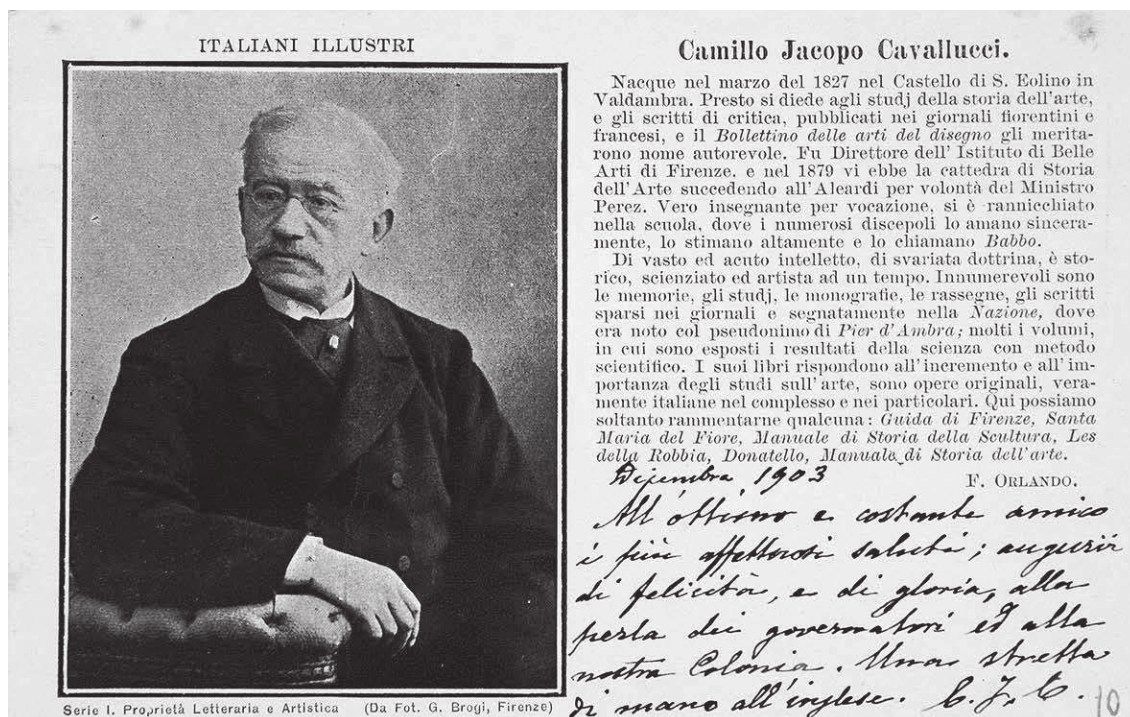 ITALIANI ILLUSTRI
Serie I. Proprietà Letteraria e Artistica (Da Fot. G. Brogi, Firenze)
Camillo Jacopo Cavallucci.
Nacque nel marzo del 1827 nel Castello di S. Eolino in
Valdambra. Presto si diede agli studj della storia dell'arte,
e gli scritti di critica, pubblicati nei giornali fiorentini e
francesi, e il Bollettino delle arti del disegno gli merita-
rono nome autorevole. Fu Direttore dell' Istituto di Belle
Arti di Firenze, e nel 1879 vi ebbe la cattedra di Storia
dell'Arte succedendo all'Aleardi per volontà del Ministro
Perez. Vero insegnante per vocazione, si è rannicchiato
nella scuola, dove i numerosi discepoli lo amano sincera-
mente, lo stimano altamente e lo chiamano Babbo.
Di vasto ed acuto intelletto, di svariata dottrina, è sto-
rico, scienziato ed artista ad un tempo. Innumerevoli sono
le memorie, gli studj, le monografie, le rassegne, gli scritti
sparsi nei giornali e segnatamente nella Nazione, dove
era noto col pseudonimo di Pier d'Ambra; molti i volumi,
in cui sono esposti i resultati della scienza con metodo
scientifico. I suoi libri rispondono all'incremento e all'im-
portanza degli studi sull'arte, sono opere originali, vera-
mente italiane nel complesso e nei particolari. Qui possiamo
soltanto rammentarne qualcuna: Guida di Firenze, Santa
Maria del Fiore, Manuale di Storia della Scultura, Les
della Robbia, Donatello, Manuale di Storia dell'arte.
F. ORLANDO.
Dicembre 1903
All'ottimo e costante amico
i più affettuosi saluti; augurii
di felicità, e di gloria, alla
perla dei governatori ed alla
nostra Colonia. Una stretta
di mano all'inglese. C. J. C.
10